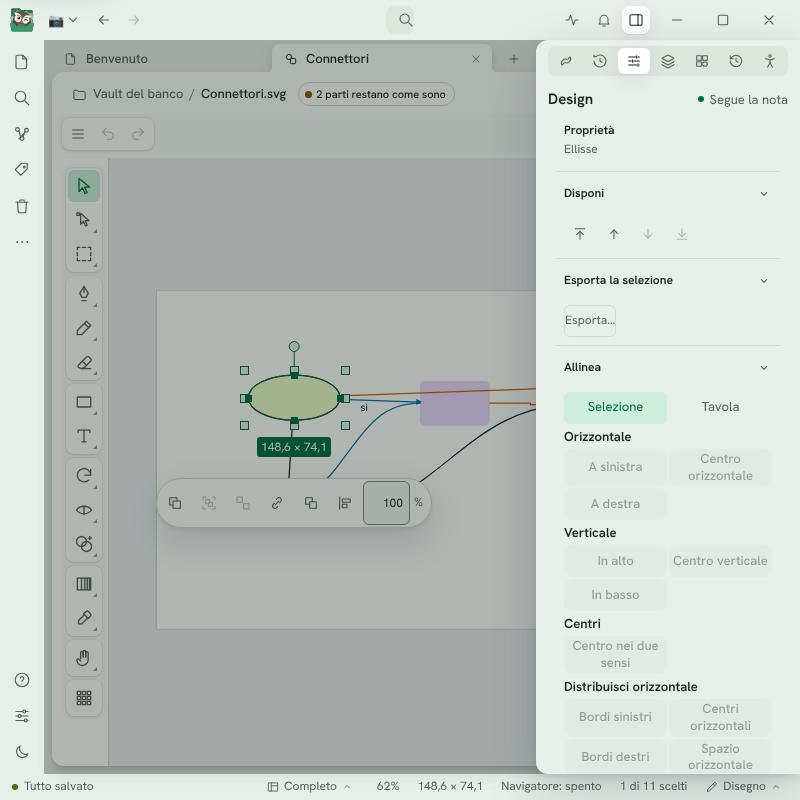 Benvenuto
Connettori
Vault del banco / Connettori.svg
2 parti restano come sono
sì
148,6 × 74,1
100 %
Design
Segue la nota
Proprietà
Ellisse
Disponi
Esporta la selezione
Esporta...
Allinea
Selezione
Tavola
Orizzontale
A sinistra
Centro
orizzontale
A destra
Verticale
In alto
Centro verticale
In basso
Centri
Centro nei due
sensi
Distribuisci orizzontale
Bordi sinistri
Centri
orizzontali
Bordi destri
Spazio
orizzontale
Tutto salvato
Completo
62%
148,6 × 74,1
Navigatore: spento
1 di 11 scelti
Disegno